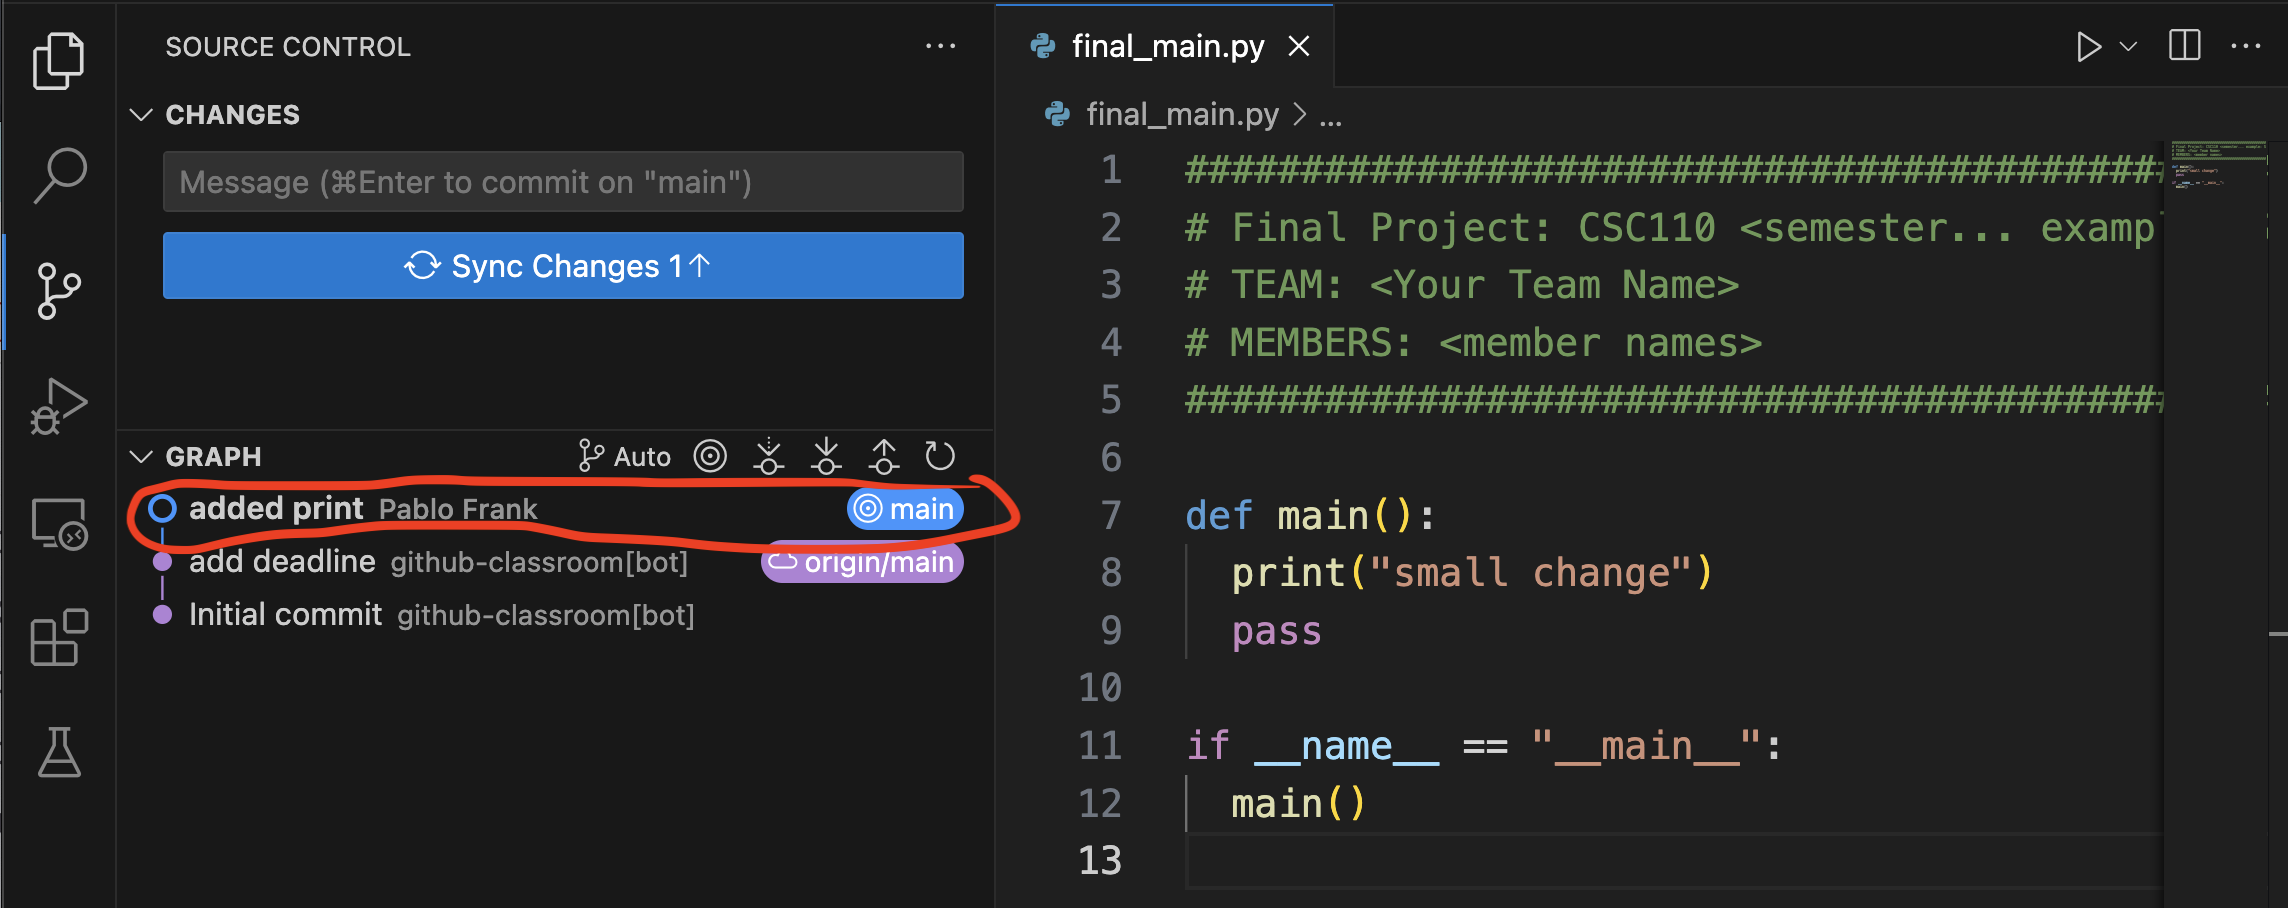 SOURCE CONTROL
CHANGES
Message (⌘Enter to commit on "main")
Sync Changes 1↑
GRAPH
Auto
added print Pablo Frank main
add deadline github-classroom[bot] origin/main
Initial commit github-classroom[bot]
final_main.py
final_main.py > ...
1 ##########################################
2 # Final Project: CSC110 <semester... examp
3 # TEAM: <Your Team Name>
4 # MEMBERS: <member names>
5 ##########################################
6
7 def main():
8 print("small change")
9 pass
10
11 if __name__ == "__main__":
12 main()
13